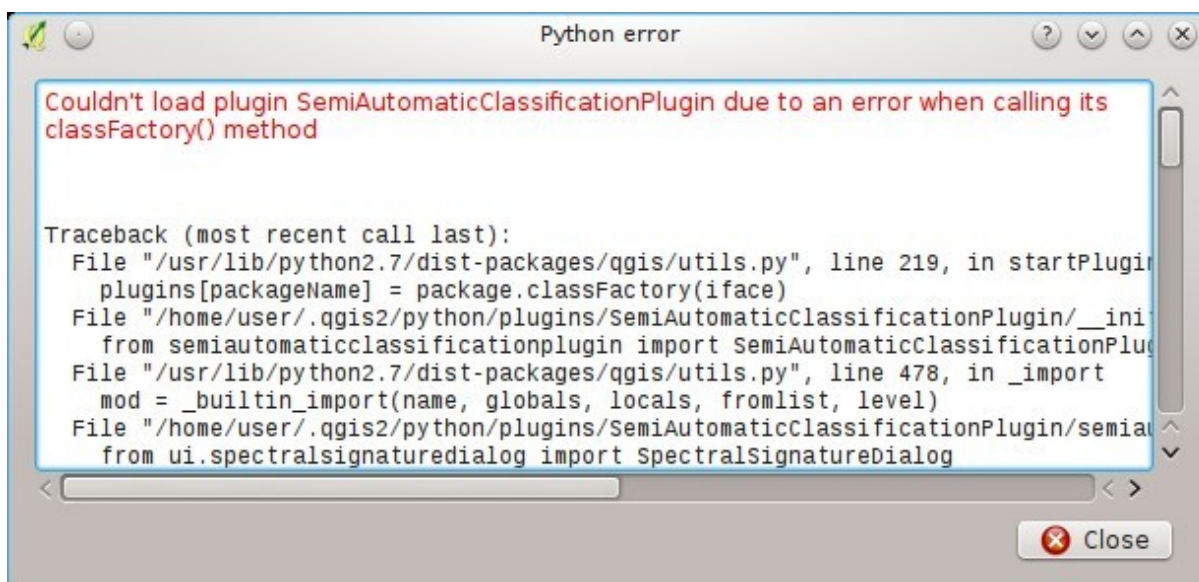 Python error
Couldn't load plugin SemiAutomaticClassificationPlugin due to an error when calling its
classFactory() method
Traceback (most recent call last):
File "/usr/lib/python2.7/dist-packages/qgis/utils.py", line 219, in startPlugin
plugins[packageName] = package.classFactory(iface)
File "/home/user/.qgis2/python/plugins/SemiAutomaticClassificationPlugin/__init
from semiautomaticclassificationplugin import SemiAutomaticClassificationPlug
File "/usr/lib/python2.7/dist-packages/qgis/utils.py", line 478, in _import
mod = _builtin_import(name, globals, locals, fromlist, level)
File "/home/user/.qgis2/python/plugins/SemiAutomaticClassificationPlugin/semiau
from ui.spectralsignaturedialog import SpectralSignatureDialog
Close